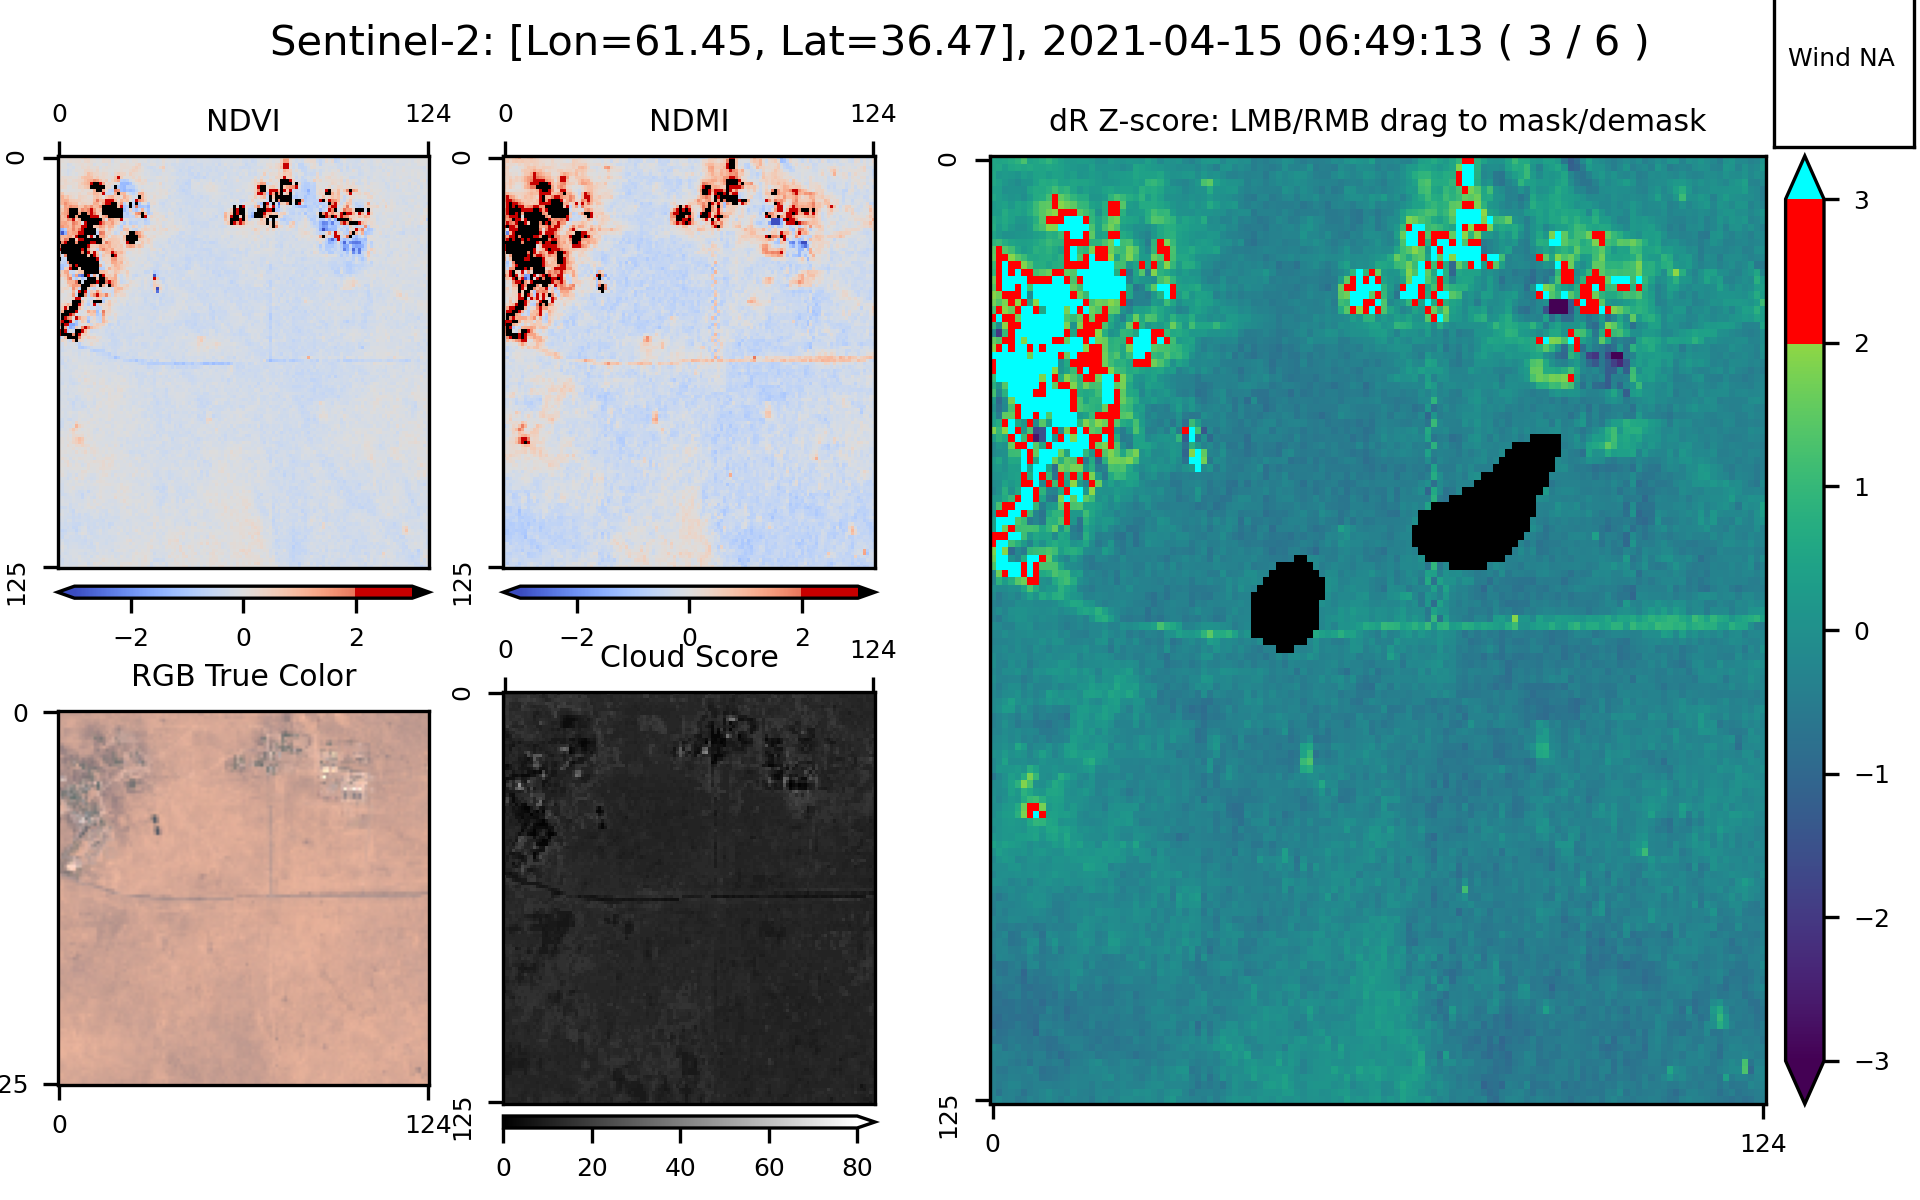 Sentinel-2: [Lon=61.45, Lat=36.47], 2021-04-15 06:49:13 ( 3 / 6 )
Wind NA
NDVI
0 124
0
125
−2 0 2
NDMI
0 124
0
125
−2 0 2
dR Z-score: LMB/RMB drag to mask/demask
0
125
0 124
3
2
1
0
−1
−2
−3
RGB True Color
0
25
0 124
Cloud Score
0 124
0
125
0 20 40 60 80